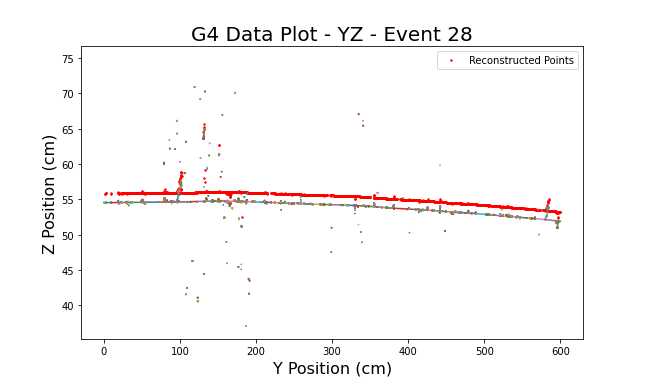 G4 Data Plot - YZ - Event 28
Reconstructed Points
75
70
65
60
55
50
45
40
Z Position (cm)
0 100 200 300 400 500 600
Y Position (cm)